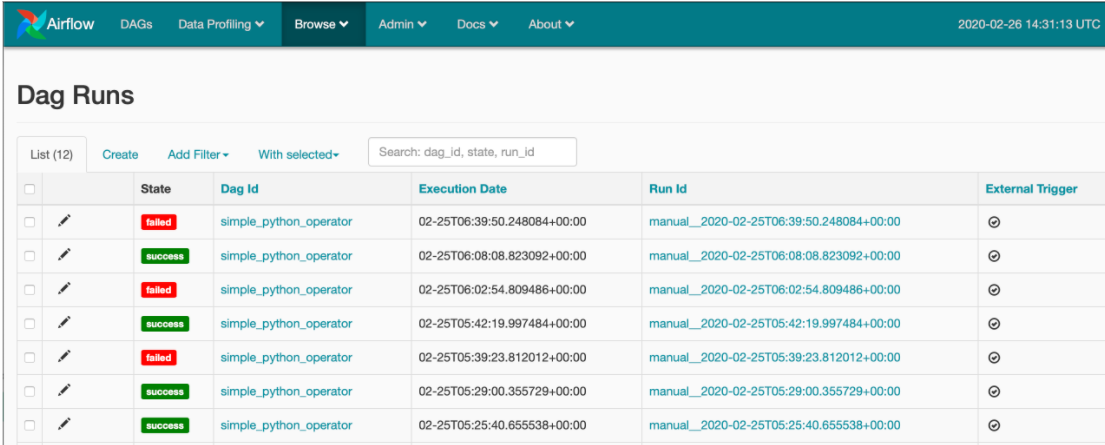 Airflow DAGs Data Profiling Browse Admin Docs About 2020-02-26 14:31:13 UTC
Dag Runs
List (12) Create Add Filter With selected Search: dag_id, state, run_id
State Dag Id Execution Date Run Id External Trigger
failed simple_python_operator 02-25T06:39:50.248084+00:00 manual__2020-02-25T06:39:50.248084+00:00
success simple_python_operator 02-25T06:08:08.823092+00:00 manual__2020-02-25T06:08:08.823092+00:00
failed simple_python_operator 02-25T06:02:54.809486+00:00 manual__2020-02-25T06:02:54.809486+00:00
success simple_python_operator 02-25T05:42:19.997484+00:00 manual__2020-02-25T05:42:19.997484+00:00
failed simple_python_operator 02-25T05:39:23.812012+00:00 manual__2020-02-25T05:39:23.812012+00:00
success simple_python_operator 02-25T05:29:00.355729+00:00 manual__2020-02-25T05:29:00.355729+00:00
success simple_python_operator 02-25T05:25:40.655538+00:00 manual__2020-02-25T05:25:40.655538+00:00